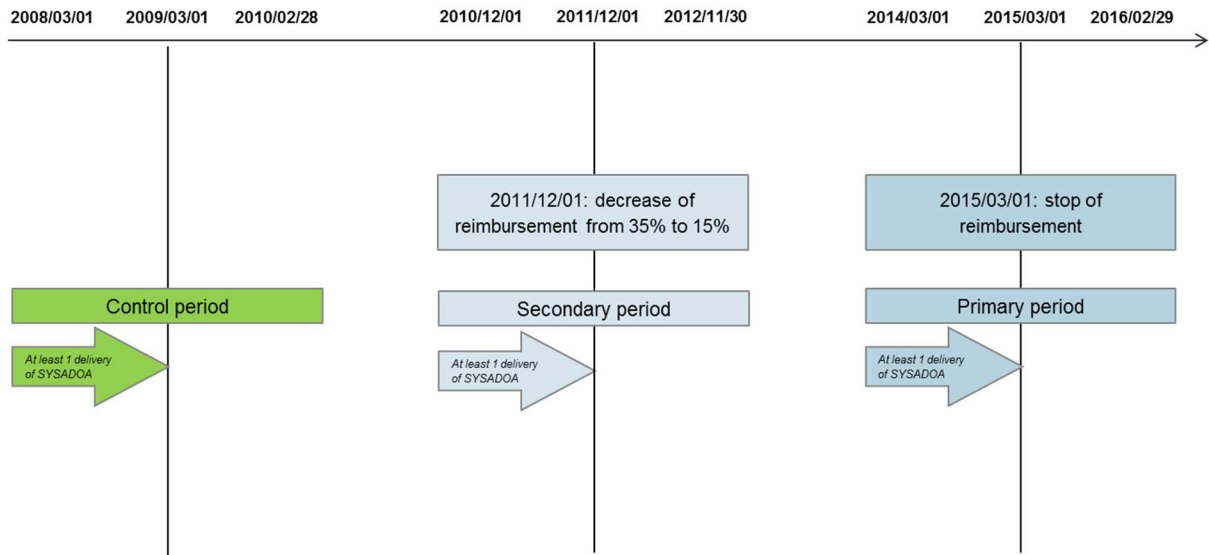 2008/03/01 2009/03/01 2010/02/28 2010/12/01 2011/12/01 2012/11/30 2014/03/01 2015/03/01 2016/02/29
2011/12/01: decrease of
reimbursement from 35% to 15%
2015/03/01: stop of
reimbursement
Control period
Secondary period
Primary period
At least 1 delivery
of SYSADOA
At least 1 delivery
of SYSADOA
At least 1 delivery
of SYSADOA